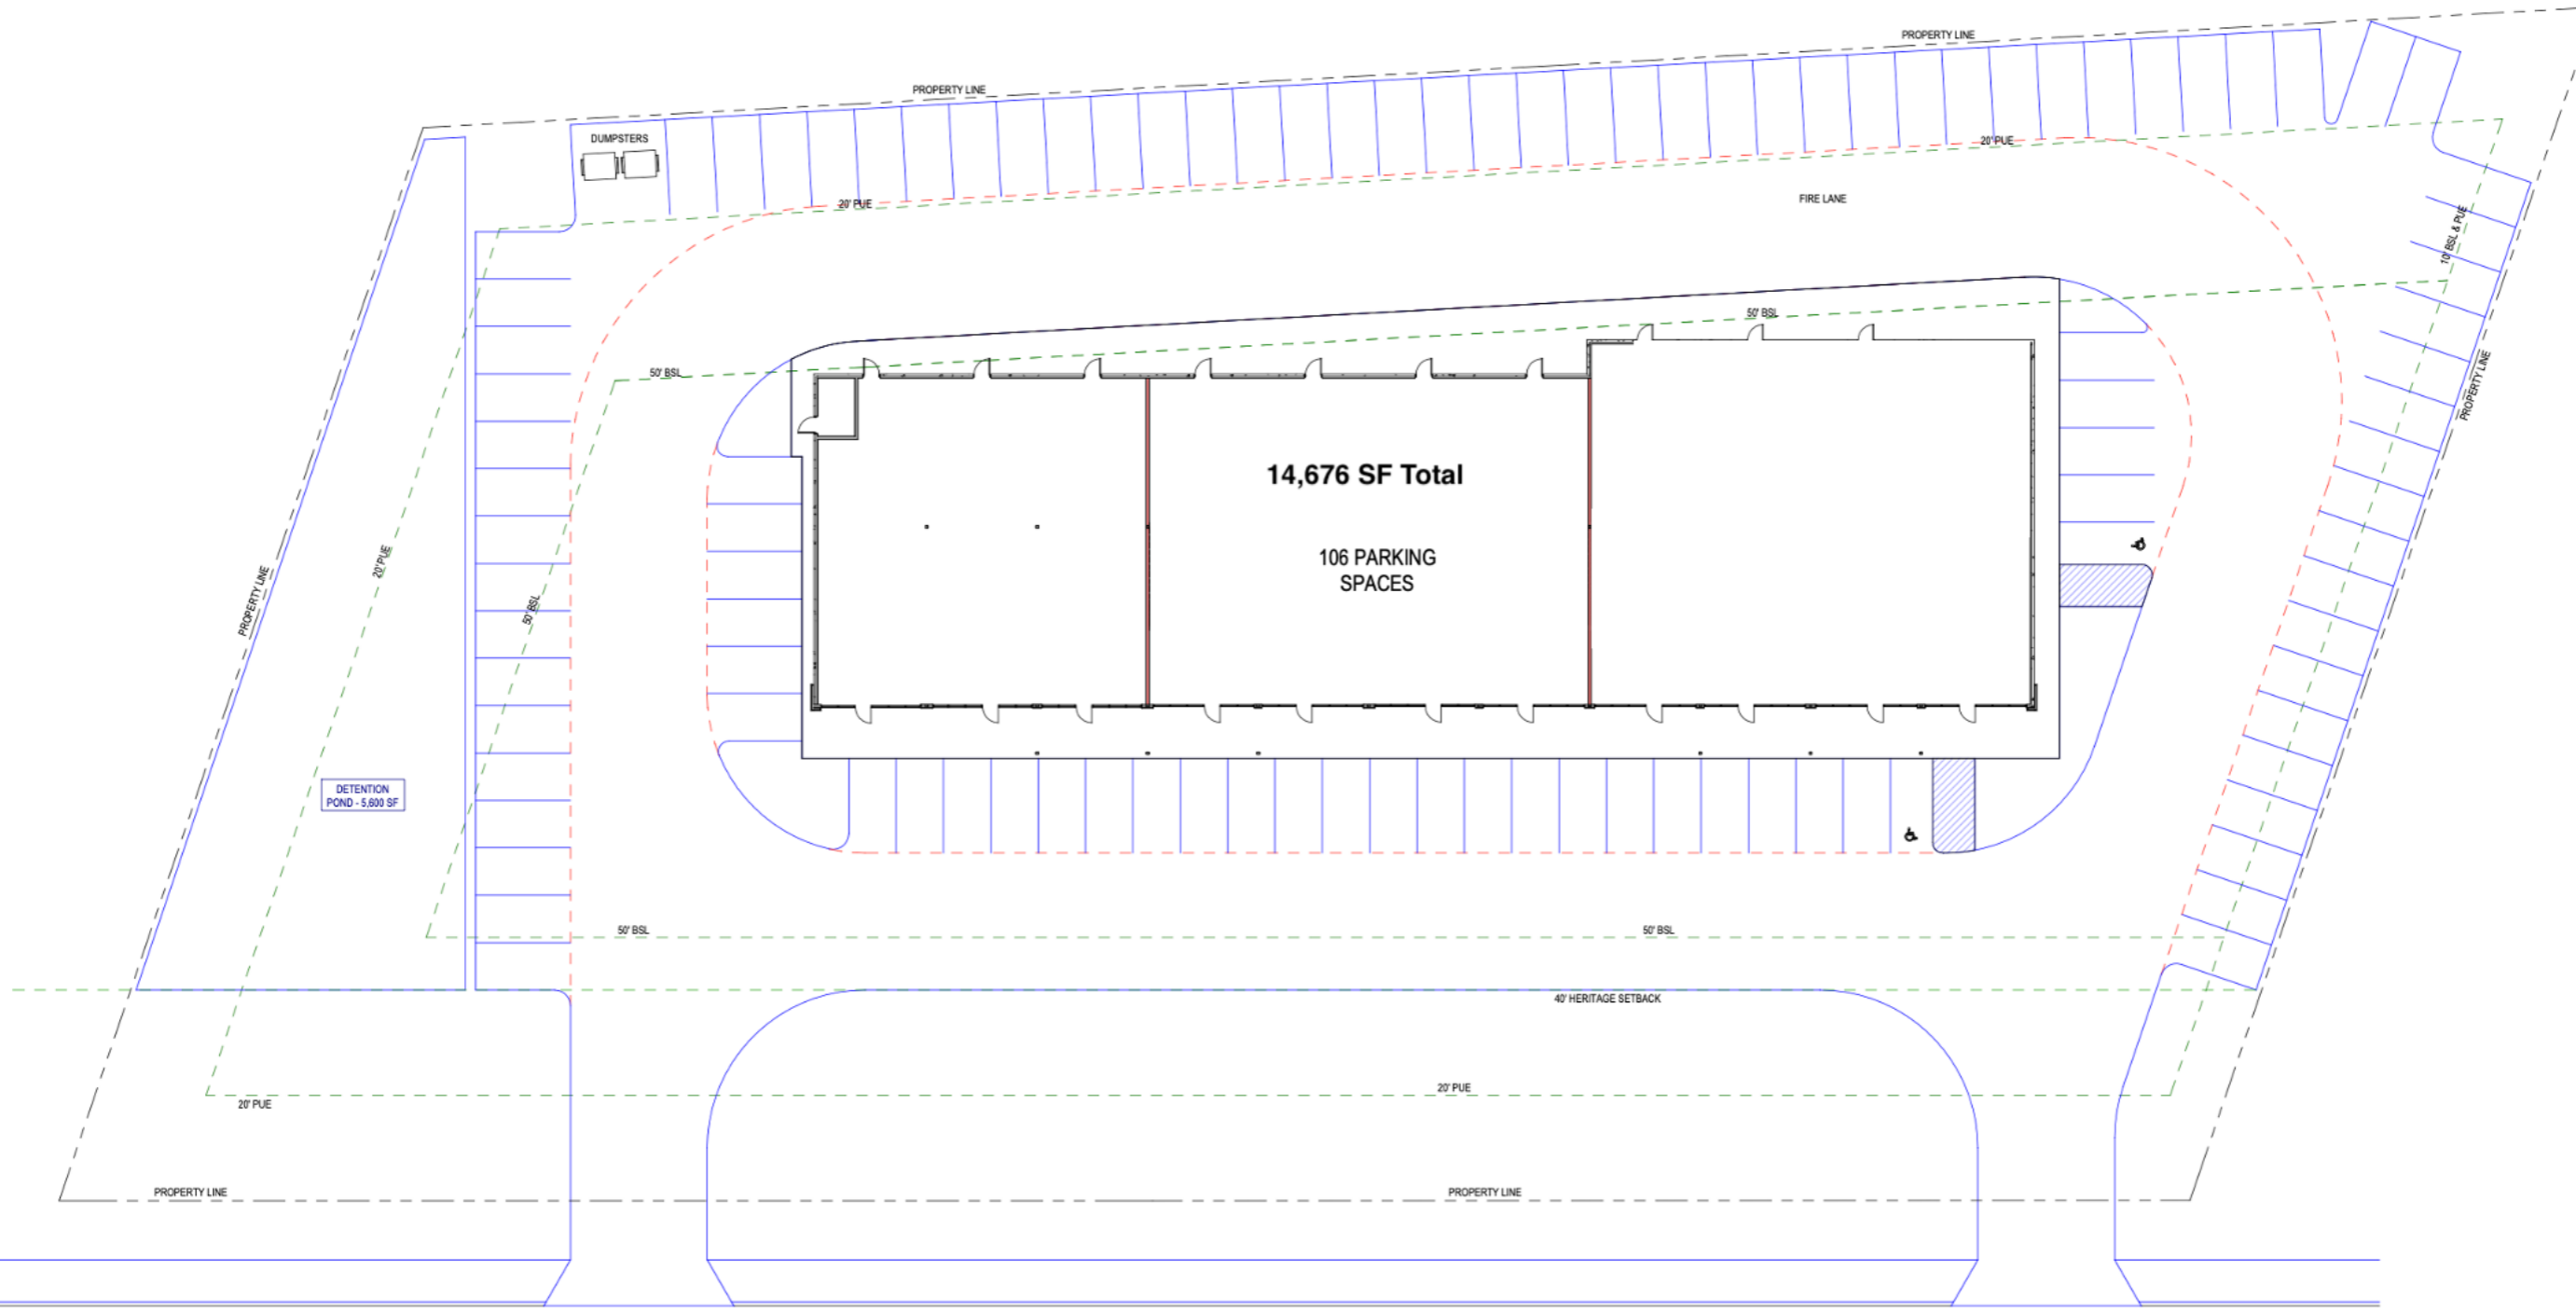 PROPERTY LINE
PROPERTY LINE
DUMPSTERS
20' PUE
20' PUE
FIRE LANE
10' BSL & PUE
50' BSL
50' BSL
PROPERTY LINE
14,676 SF Total
106 PARKING
SPACES
20' PUE
PROPERTY LINE
50' BSL
DETENTION
POND - 5,600 SF
50' BSL
50' BSL
40' HERITAGE SETBACK
20' PUE
20' PUE
PROPERTY LINE
PROPERTY LINE